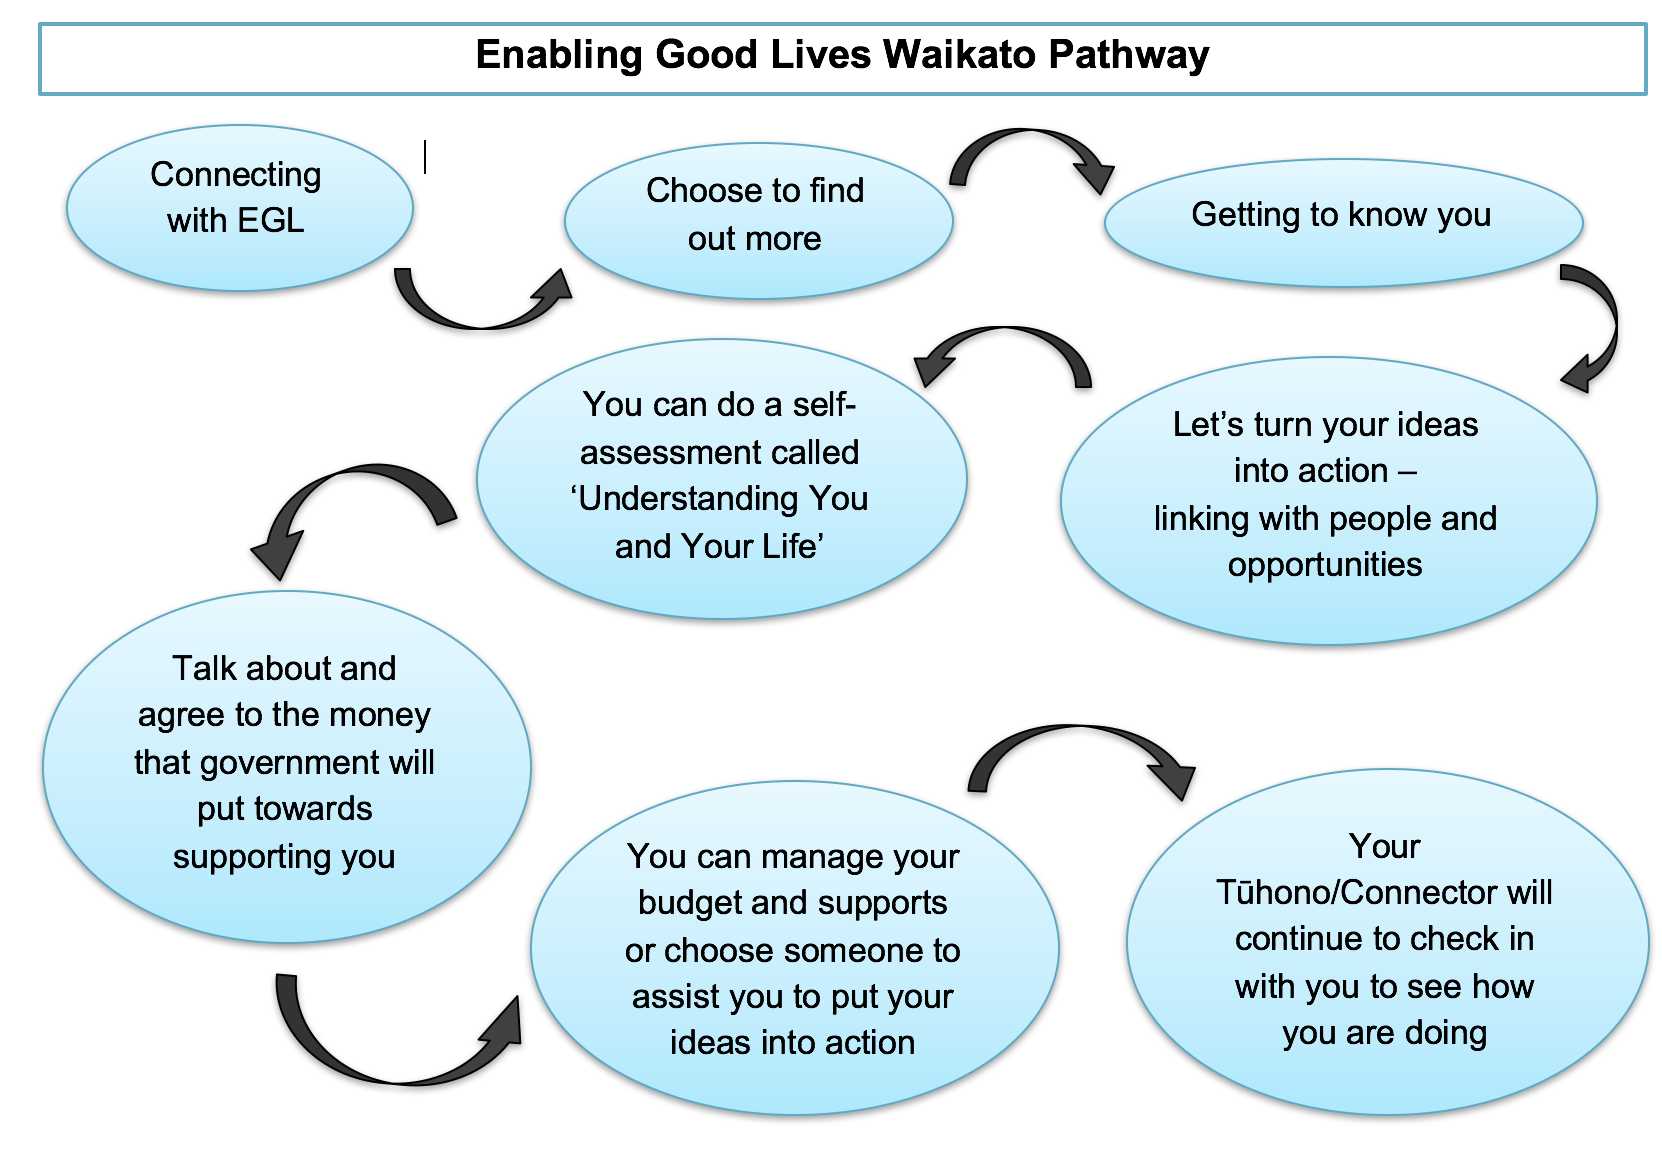 Enabling Good Lives Waikato Pathway
Connecting
with EGL
Choose to find
out more
Getting to know you
Let’s turn your ideas
into action –
linking with people and
opportunities
You can do a self-
assessment called
‘Understanding You
and Your Life’
Talk about and
agree to the money
that government will
put towards
supporting you
You can manage your
budget and supports
or choose someone to
assist you to put your
ideas into action
Your
Tūhono/Connector will
continue to check in
with you to see how
you are doing